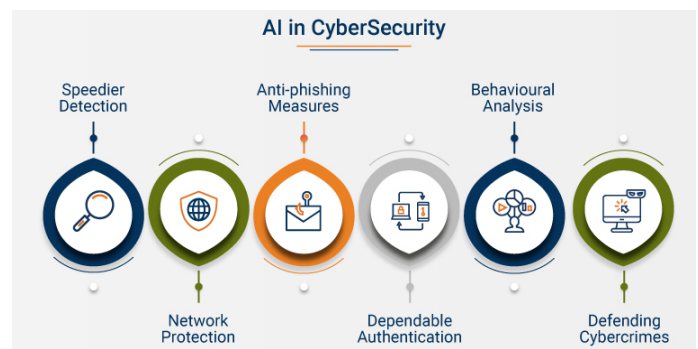 AI in CyberSecurity
Speedier
Detection
Anti-phishing
Measures
Behavioural
Analysis
Network
Protection
Dependable
Authentication
Defending
Cybercrimes